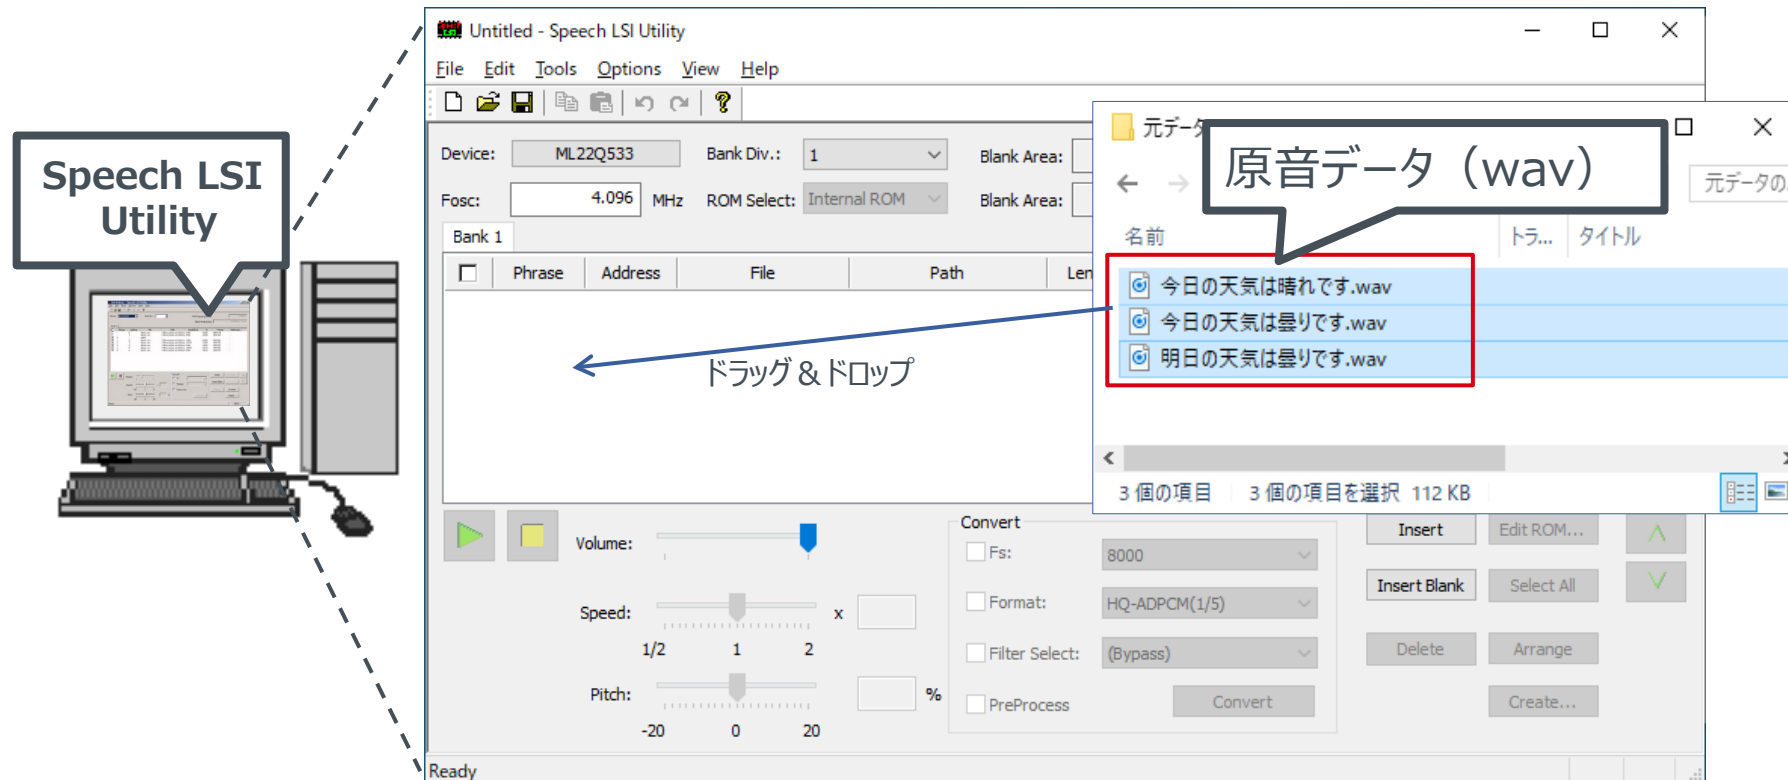 Speech LSI
Utility
Untitled - Speech LSI Utility
File Edit Tools Options View Help
Device: ML22Q533 Bank Div.: 1 Blank Area:
Fosc: 4.096 MHz ROM Select: Internal ROM Blank Area:
Bank 1
Phrase Address File Path Len
元データ
原音データ（wav）
元データの
名前 トラ... タイトル
今日の天気は晴れです.wav
今日の天気は曇りです.wav
明日の天気は曇りです.wav
ドラッグ＆ドロップ
3 個の項目 3 個の項目を選択 112 KB
Volume:
Speed: x
1/2 1 2
Pitch: %
-20 0 20
Convert
Fs: 8000
Format: HQ-ADPCM(1/5)
Filter Select: (Bypass)
PreProcess Convert
Insert Edit ROM...
Insert Blank Select All
Delete Arrange
Create...
Ready